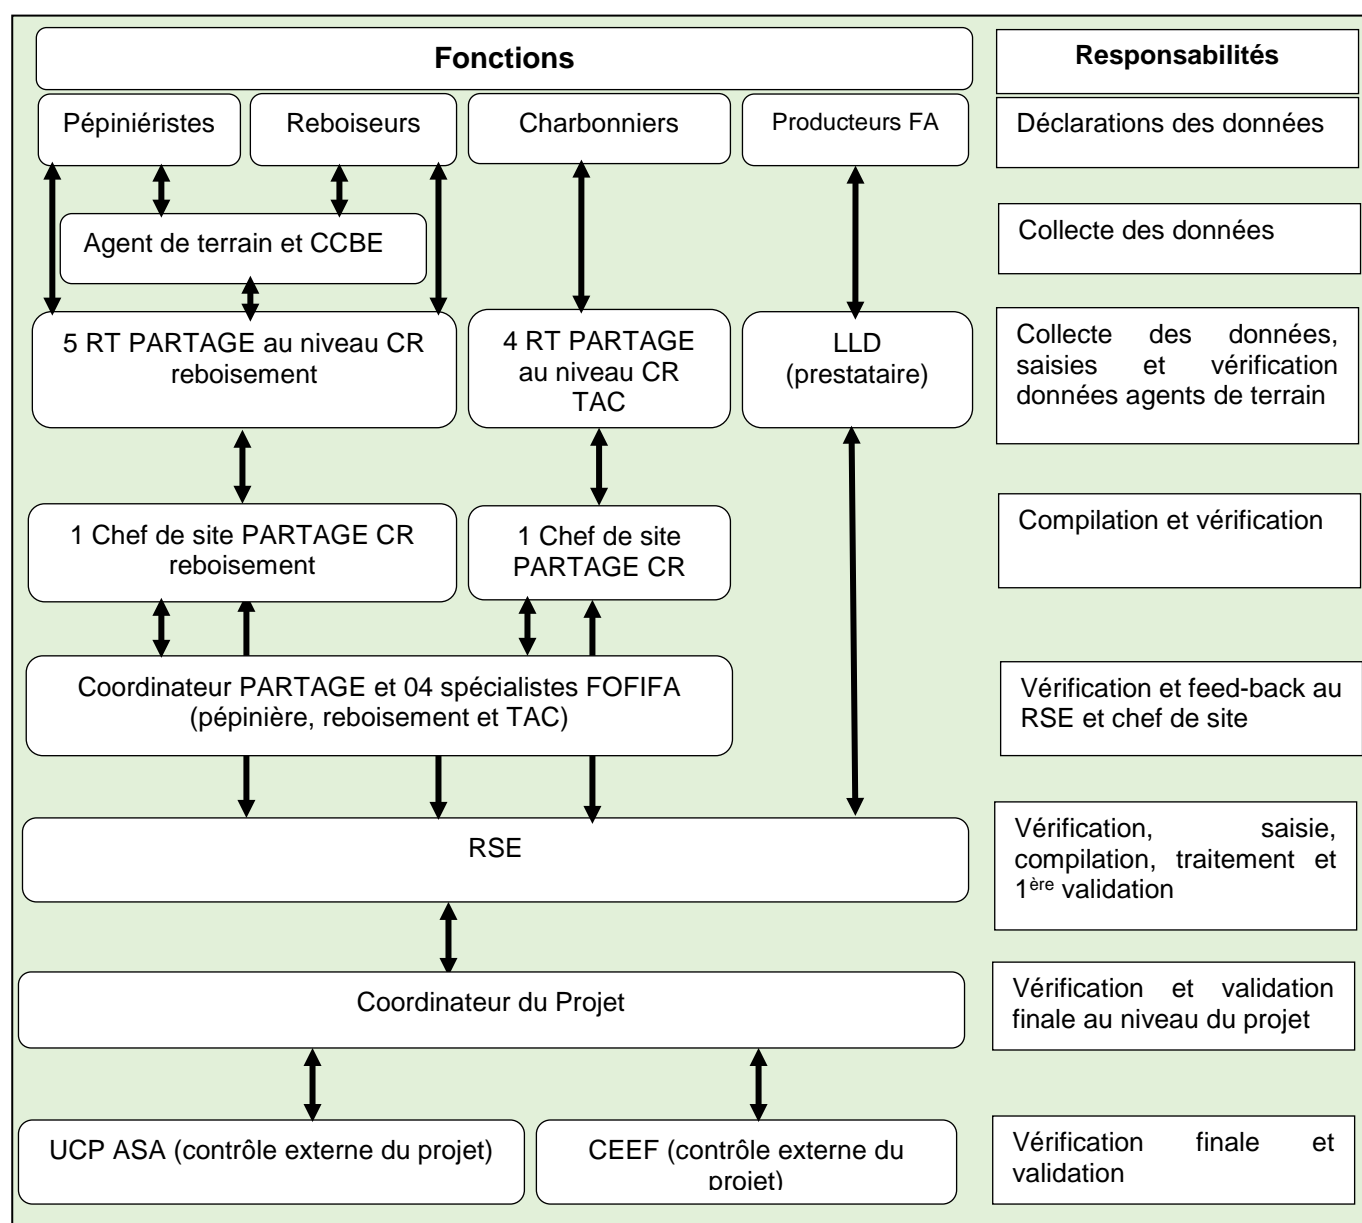 Fonctions
Responsabilités
Pépiniéristes
Reboiseurs
Charbonniers
Producteurs FA
Déclarations des données
Agent de terrain et CCBE
Collecte des données
5 RT PARTAGE au niveau CR
reboisement
4 RT PARTAGE
au niveau CR
TAC
LLD
(prestataire)
Collecte des données,
saisies et vérification
données agents de terrain
1 Chef de site PARTAGE CR
reboisement
1 Chef de site
PARTAGE CR
Compilation et vérification
Coordinateur PARTAGE et 04 spécialistes FOFIFA
(pépinière, reboisement et TAC)
Vérification et feed-back au
RSE et chef de site
RSE
Vérification, saisie,
compilation, traitement et
1ère validation
Coordinateur du Projet
Vérification et validation
finale au niveau du projet
UCP ASA (contrôle externe du projet)
CEEF (contrôle externe du
projet)
Vérification finale et
validation